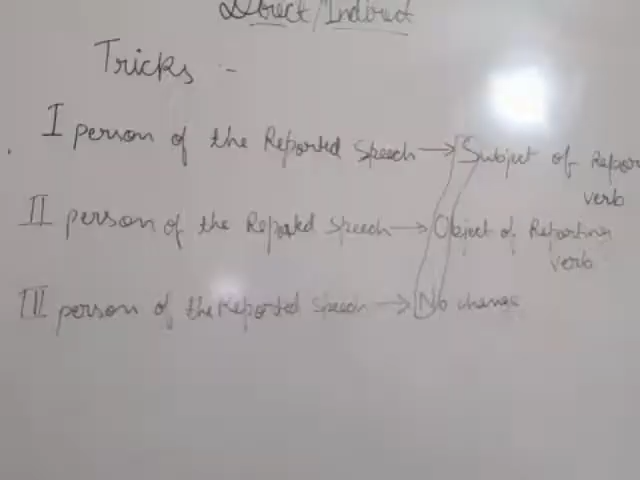 Direct/Indirect
Tricks :-
I person of the Reported Speech → Subject of Repor
verb
II person of the Reported Speech → Object of Reporting
verb
III person of the Reported Speech → No change